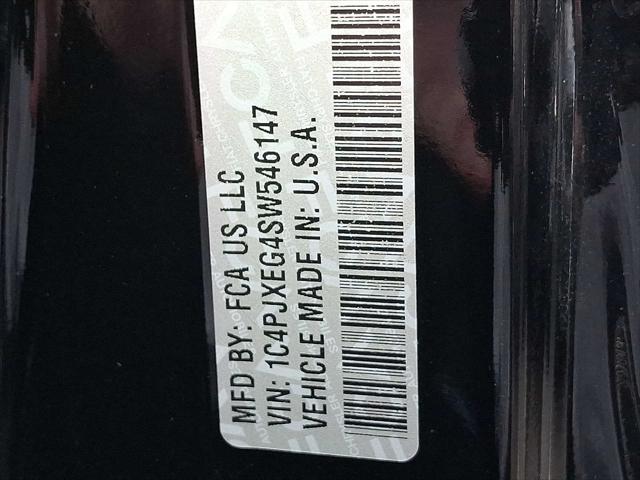 MFD BY: FCA US LLC
VIN: 1C4PJXEG4SW546147
VEHICLE MADE IN: U.S.A.